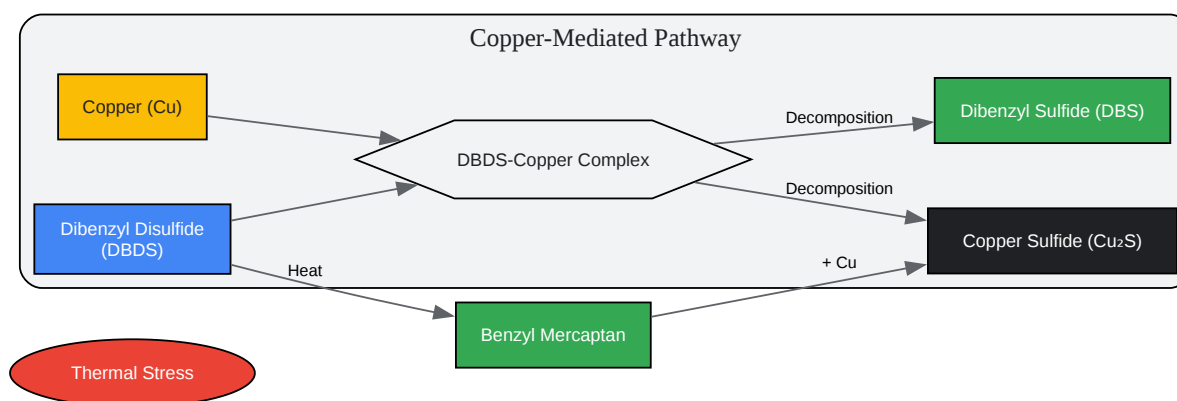 Copper-Mediated Pathway
Copper (Cu)
Decomposition
Dibenzyl Sulfide (DBS)
DBDS-Copper Complex
Decomposition
Dibenzyl Disulfide
(DBDS)
Copper Sulfide (Cu₂S)
Heat
+ Cu
Benzyl Mercaptan
Thermal Stress